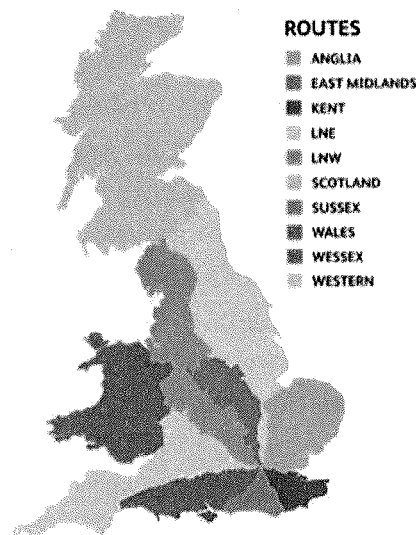 ROUTES
ANGLIA
EAST MIDLANDS
KENT
LNE
LNW
SCOTLAND
SUSSEX
WALES
WESSEX
WESTERN